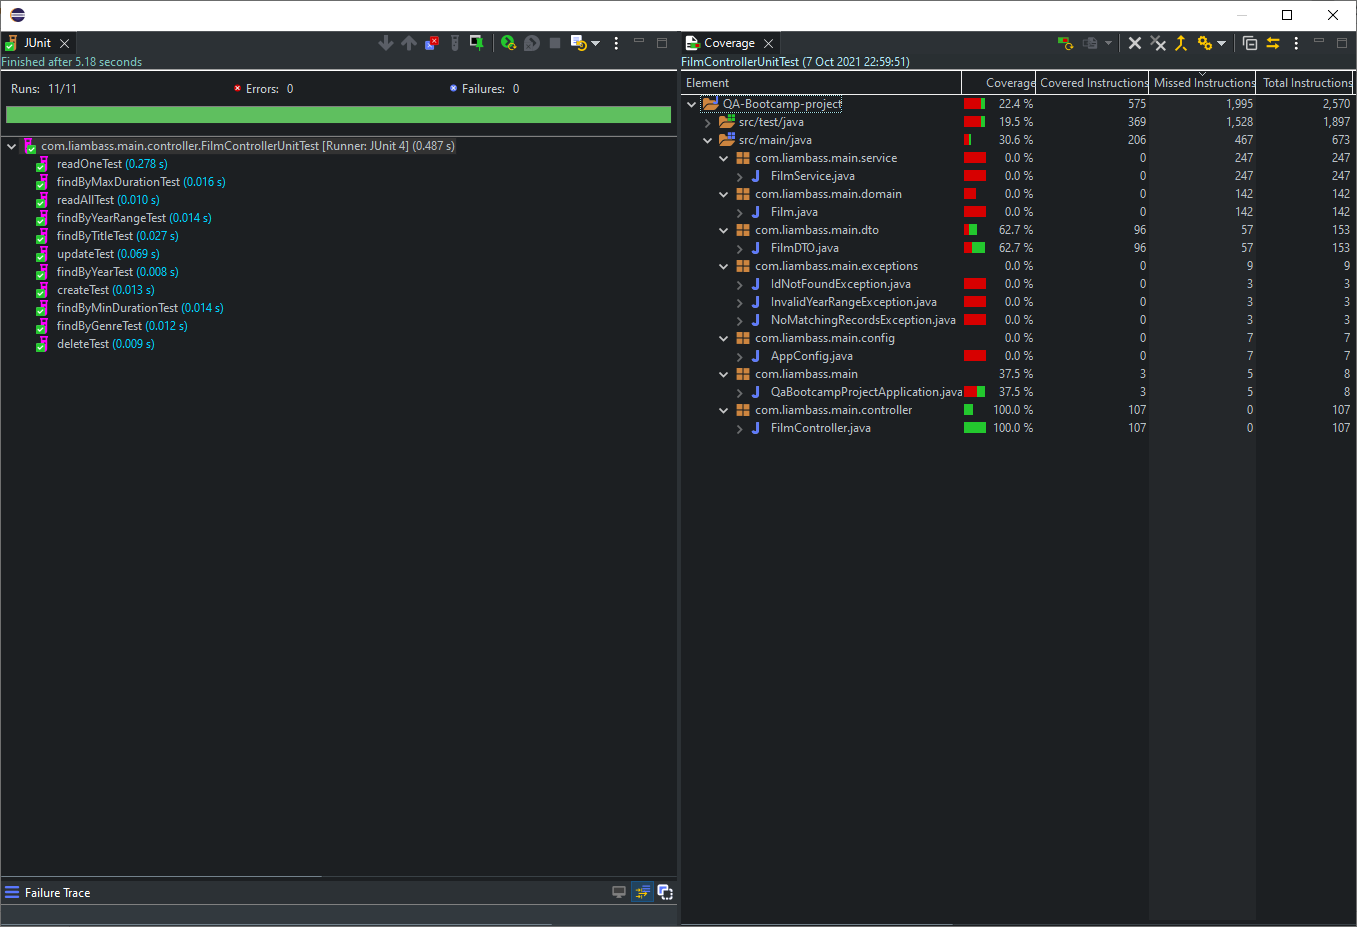 JUnit
Finished after 5.18 seconds
Runs: 11/11 Errors: 0 Failures: 0
com.liambass.main.controller.FilmControllerUnitTest [Runner: JUnit 4] (0.487 s)
readOneTest (0.278 s)
findByMaxDurationTest (0.016 s)
readAllTest (0.010 s)
findByYearRangeTest (0.014 s)
findByTitleTest (0.027 s)
updateTest (0.069 s)
findByYearTest (0.008 s)
createTest (0.013 s)
findByMinDurationTest (0.014 s)
findByGenreTest (0.012 s)
deleteTest (0.009 s)
Failure Trace
Coverage
FilmControllerUnitTest (7 Oct 2021 22:59:51)
Element Coverage Covered Instructions Missed Instructions Total Instructions
QA-Bootcamp-project 22.4 % 575 1,995 2,570
src/test/java 19.5 % 369 1,528 1,897
src/main/java 30.6 % 206 467 673
com.liambass.main.service 0.0 % 0 247 247
FilmService.java 0.0 % 0 247 247
com.liambass.main.domain 0.0 % 0 142 142
Film.java 0.0 % 0 142 142
com.liambass.main.dto 62.7 % 96 57 153
FilmDTO.java 62.7 % 96 57 153
com.liambass.main.exceptions 0.0 % 0 9 9
IdNotFoundException.java 0.0 % 0 3 3
InvalidYearRangeException.java 0.0 % 0 3 3
NoMatchingRecordsException.java 0.0 % 0 3 3
com.liambass.main.config 0.0 % 0 7 7
AppConfig.java 0.0 % 0 7 7
com.liambass.main 37.5 % 3 5 8
QaBootcampProjectApplication.java 37.5 % 3 5 8
com.liambass.main.controller 100.0 % 107 0 107
FilmController.java 100.0 % 107 0 107